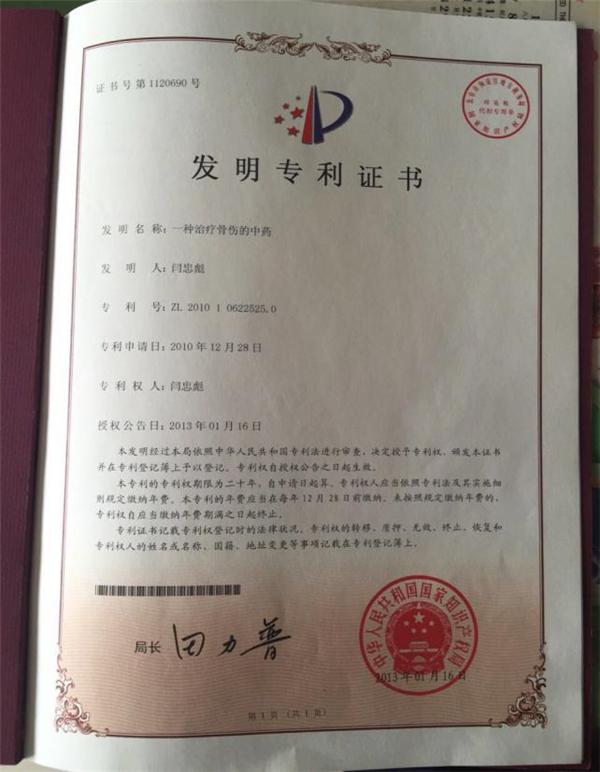 证书号第1120690号
发明专利证书
发明名称：一种治疗骨伤的中药
发明人：闫忠彪
专利号：ZL 2010 1 0622525.0
专利申请日：2010年12月28日
专利权人：闫忠彪
授权公告日：2013年01月16日
本发明经过本局依照中华人民共和国专利法进行审查，决定授予专利权，颁发本证书
并在专利登记簿上予以登记。专利权自授权公告之日起生效。
本专利的专利权期限为二十年，自申请日起算。专利权人应当依照专利法及其实施细
则规定缴纳年费。本专利的年费应当在每年12月28日前缴纳。未按照规定缴纳年费的，
专利权自应当缴纳年费期满之日起终止。
专利证书记载专利权登记时的法律状况。专利权的转移、质押、无效、终止、恢复和
专利权人的姓名或名称、国籍、地址变更等事项记载在专利登记簿上。
局长 田力普
中华人民共和国国家知识产权局
2013年01月16日
第1页（共1页）